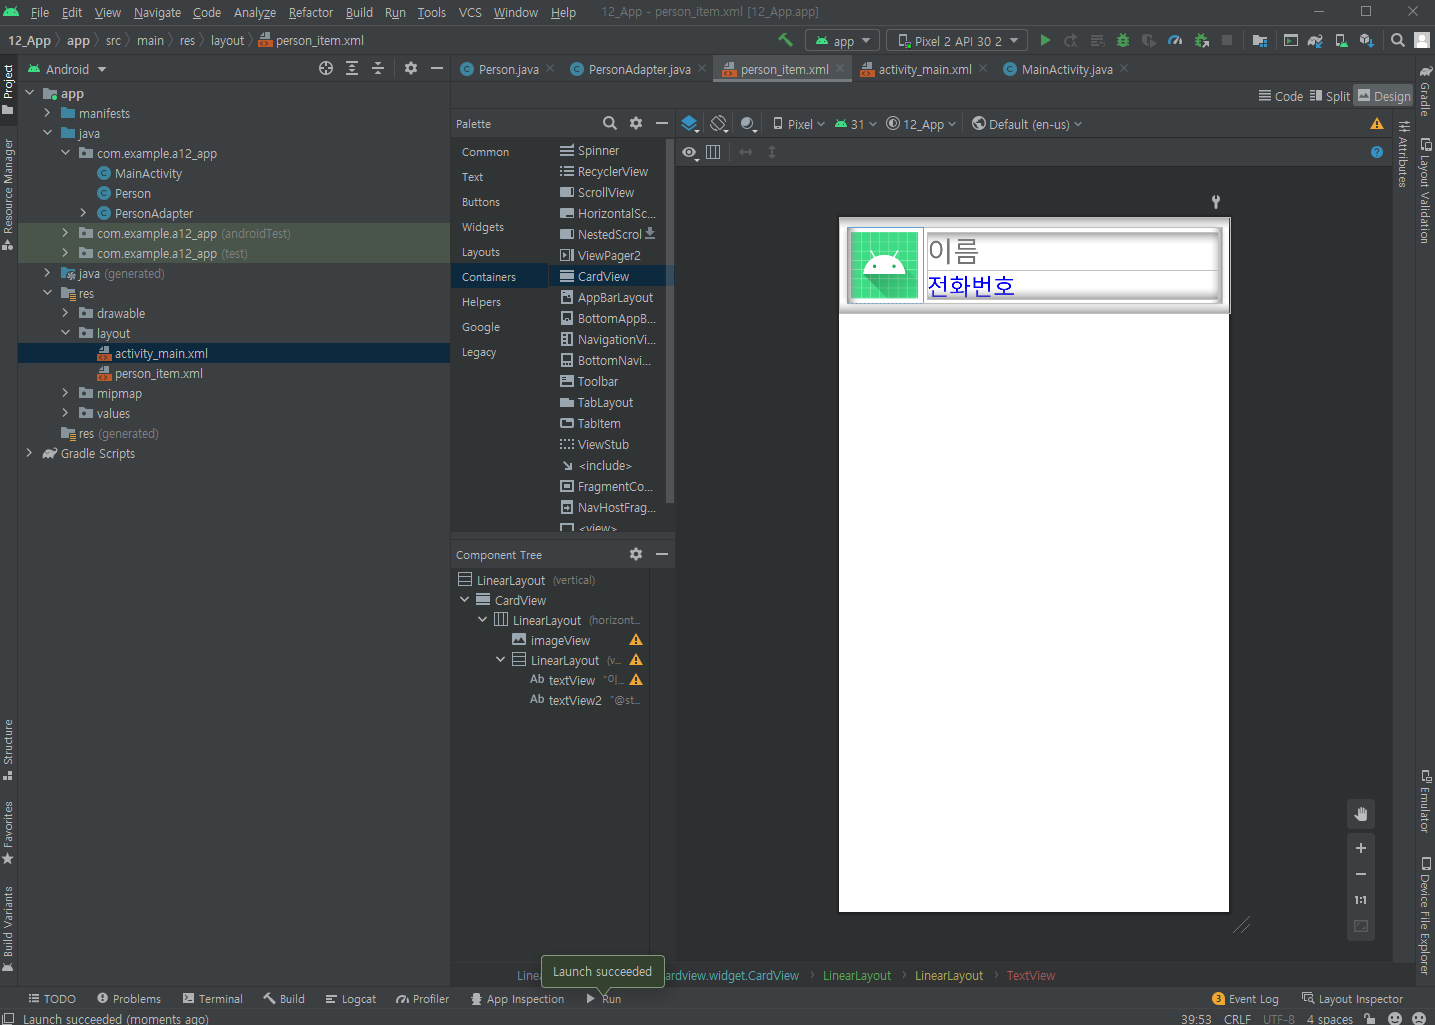 File Edit View Navigate Code Analyze Refactor Build Run Tools VCS Window Help 12_App - person_item.xml [12_App.app]
12_App app src main res layout person_item.xml app Pixel 2 API 30 2
Project
Resource Manager
Structure
Favorites
Build Variants
Android
app
manifests
java
com.example.a12_app
MainActivity
Person
PersonAdapter
com.example.a12_app (androidTest)
com.example.a12_app (test)
java (generated)
res
drawable
layout
activity_main.xml
person_item.xml
mipmap
values
res (generated)
Gradle Scripts
Person.java PersonAdapter.java person_item.xml activity_main.xml MainActivity.java
Code Split Design
Palette
Common
Text
Buttons
Widgets
Layouts
Containers
Helpers
Google
Legacy
Spinner
RecyclerView
ScrollView
HorizontalSc...
NestedScrol
ViewPager2
CardView
AppBarLayout
BottomAppB...
NavigationVi...
BottomNavi...
Toolbar
TabLayout
TabItem
ViewStub
<include>
FragmentCo...
NavHostFrag...
<view>
Pixel 31 12_App Default (en-us)
이름
전화번호
1:1
Component Tree
LinearLayout (vertical)
CardView
LinearLayout (horizont...
imageView
LinearLayout (v...
Ab textView "이...
Ab textView2 "@st...
Attributes
Gradle
Layout Validation
Emulator
Device File Explorer
Launch succeeded
Linea
ardview.widget.CardView LinearLayout LinearLayout TextView
TODO Problems Terminal Build Logcat Profiler App Inspection Run 3 Event Log Layout Inspector
Launch succeeded (moments ago) 39:53 CRLF UTF-8 4 spaces